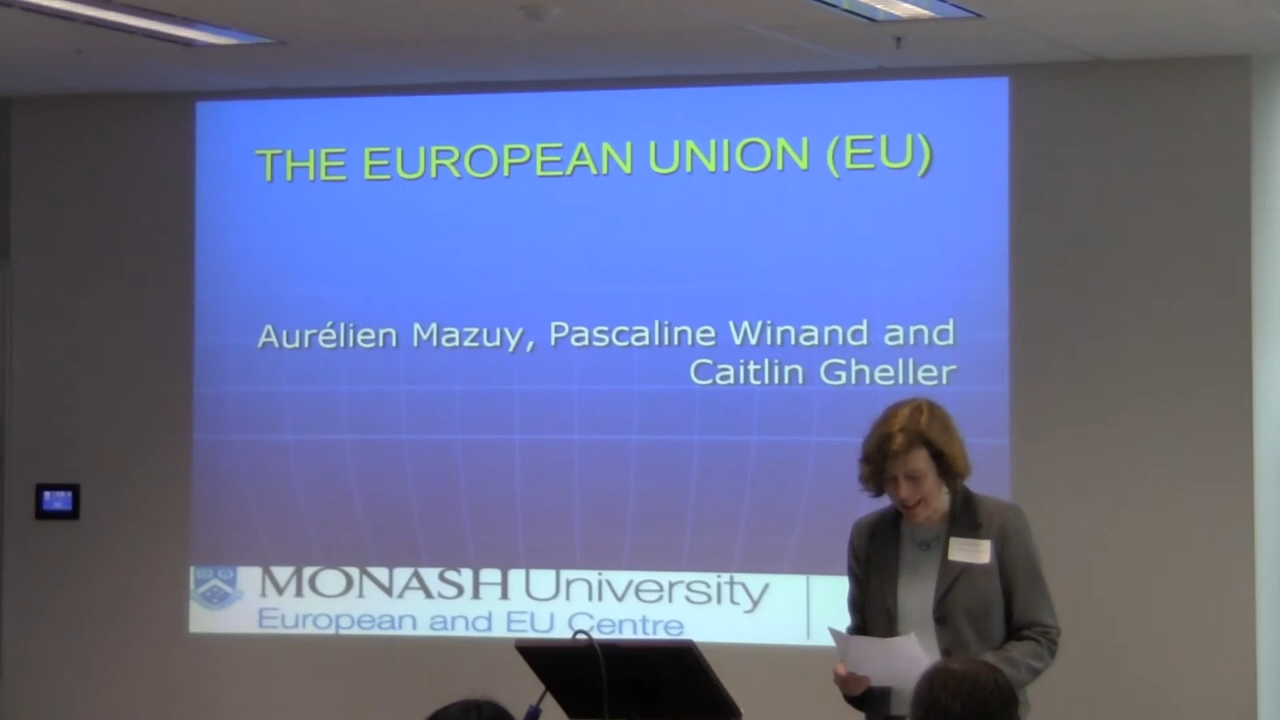 THE EUROPEAN UNION (EU)
Aurélien Mazuy, Pascaline Winand and
Caitlin Gheller
MONASH University
European and EU Centre